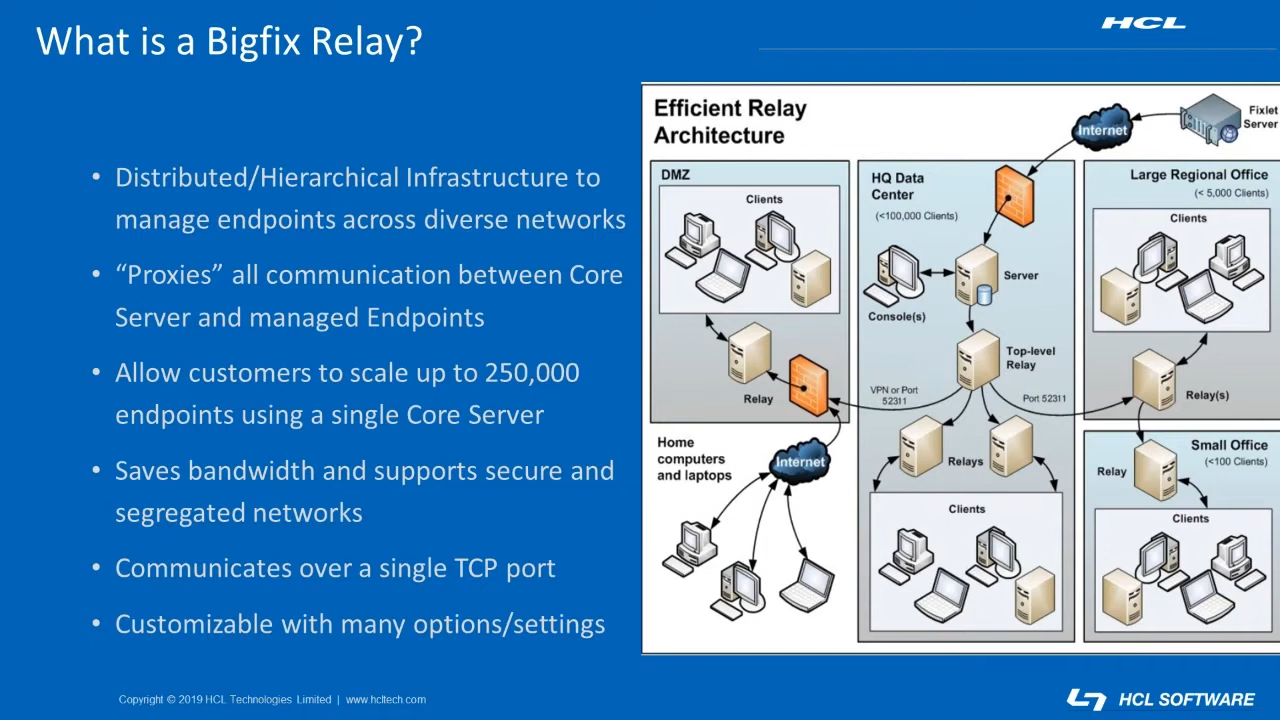 What is a Bigfix Relay?
HCL
• Distributed/Hierarchical Infrastructure to
manage endpoints across diverse networks
• “Proxies” all communication between Core
Server and managed Endpoints
• Allow customers to scale up to 250,000
endpoints using a single Core Server
• Saves bandwidth and supports secure and
segregated networks
• Communicates over a single TCP port
• Customizable with many options/settings
Efficient Relay
Architecture
Internet
Fixlet
Server
DMZ
Clients
Relay
Home
computers
and laptops
Internet
HQ Data
Center
(<100,000 Clients)
Server
Console(s)
Top-level
Relay
VPN or Port
52311
Port 52311
Relays
Clients
Large Regional Office
(< 5,000 Clients)
Clients
Relay(s)
Small Office
(<100 Clients)
Relay
Clients
Copyright © 2019 HCL Technologies Limited | www.hcltech.com
HCL SOFTWARE